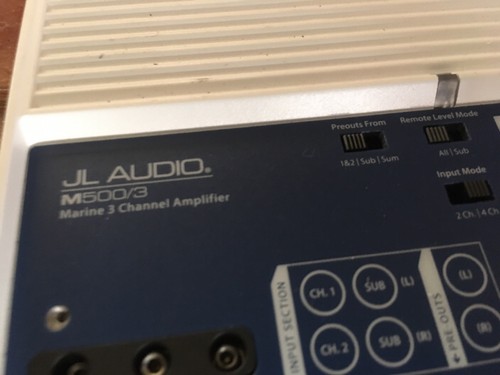 JL AUDIO®
M500/3
Marine 3 Channel Amplifier
Preouts From
1&2 | Sub | Sum
Remote Level Mode
All | Sub
Input Mode
2 Ch. | 4 Ch
INPUT SECTION
CH. 1
SUB
(L)
CH. 2
SUB
(R)
PRE OUTS
(L)
(R)